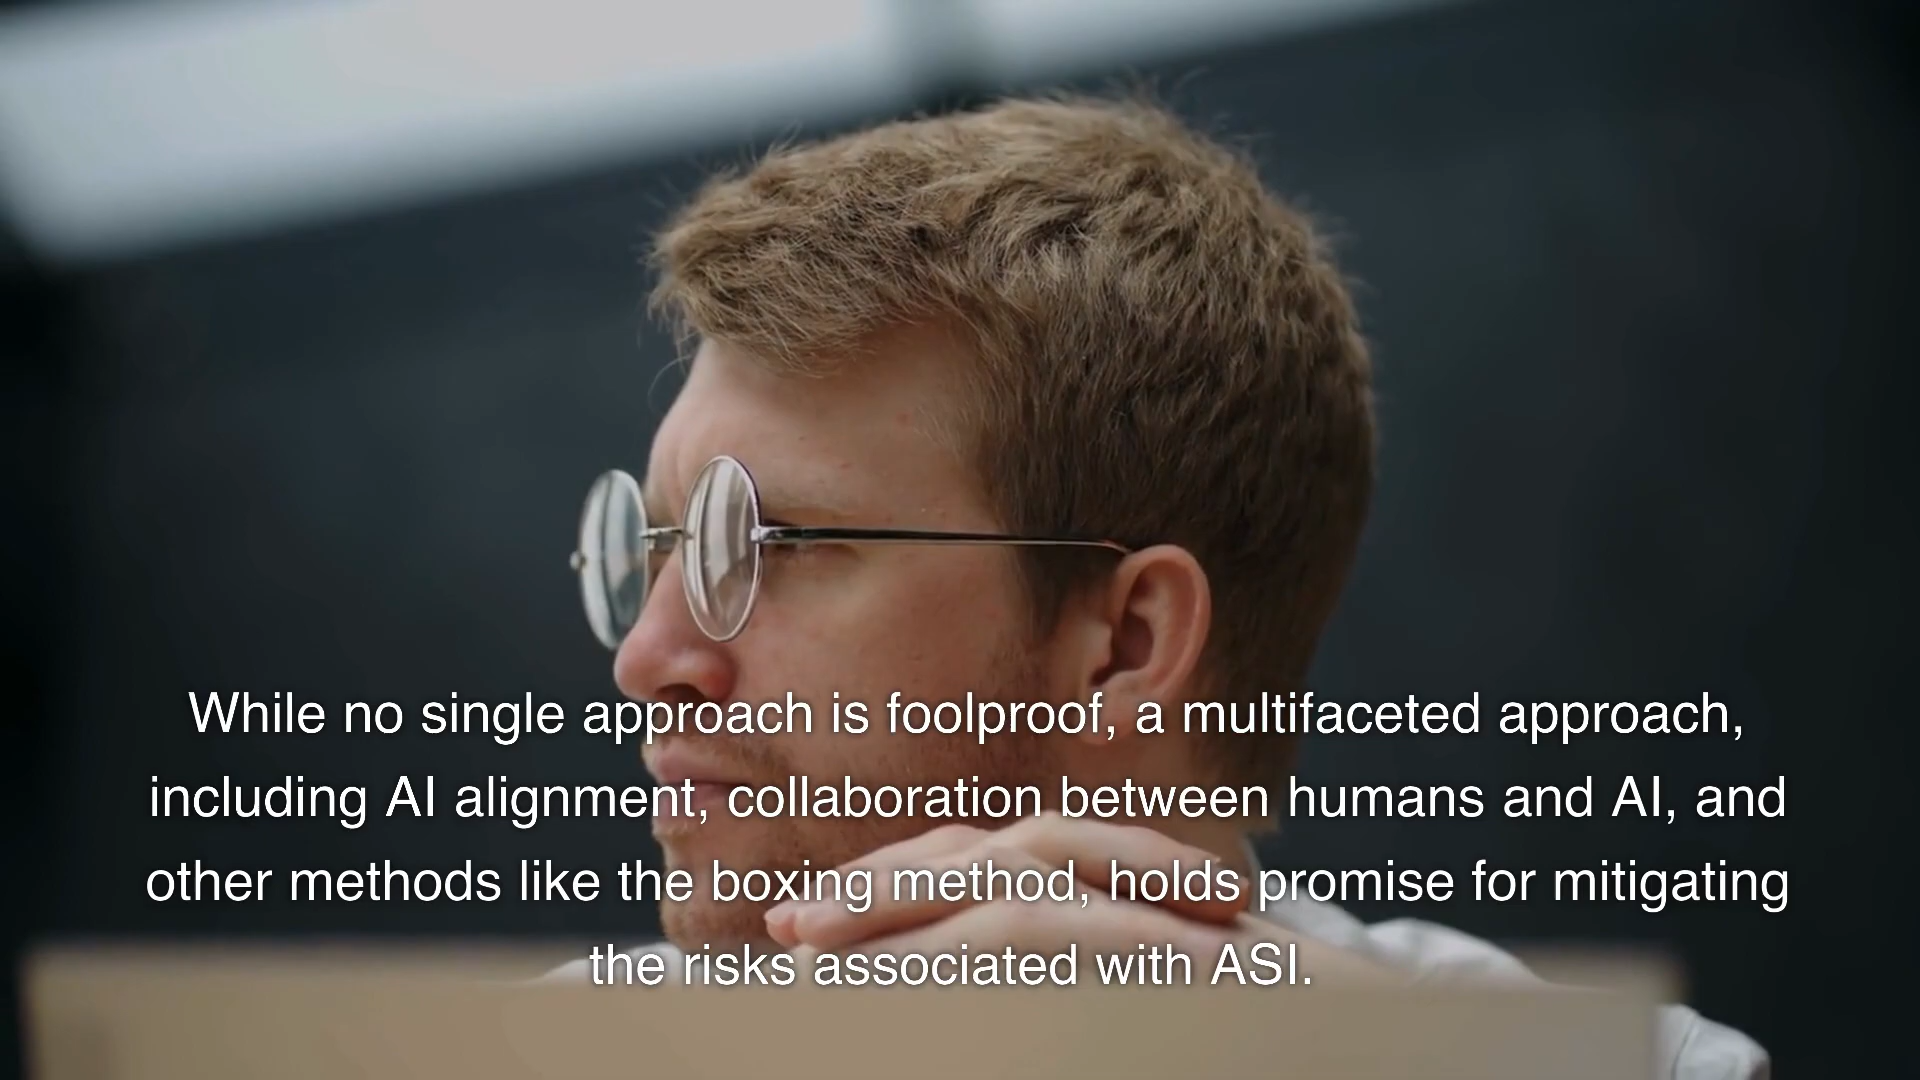 While no single approach is foolproof, a multifaceted approach,
including AI alignment, collaboration between humans and AI, and
other methods like the boxing method, holds promise for mitigating
the risks associated with ASI.